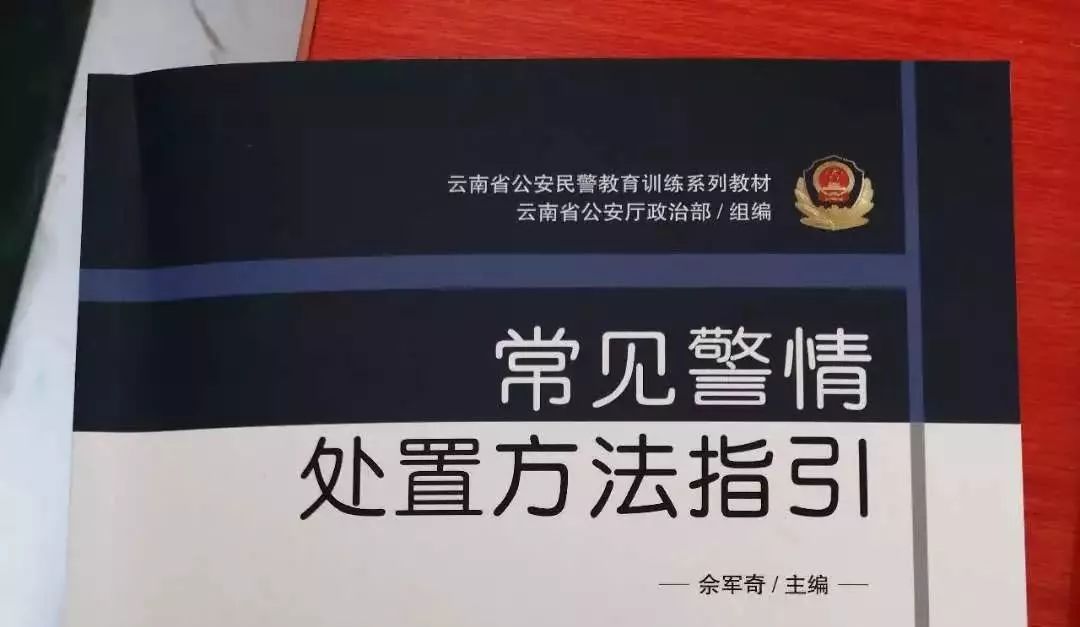 云南省公安民警教育训练系列教材
云南省公安厅政治部 / 组编
常见警情
处置方法指引
佘军奇 / 主编